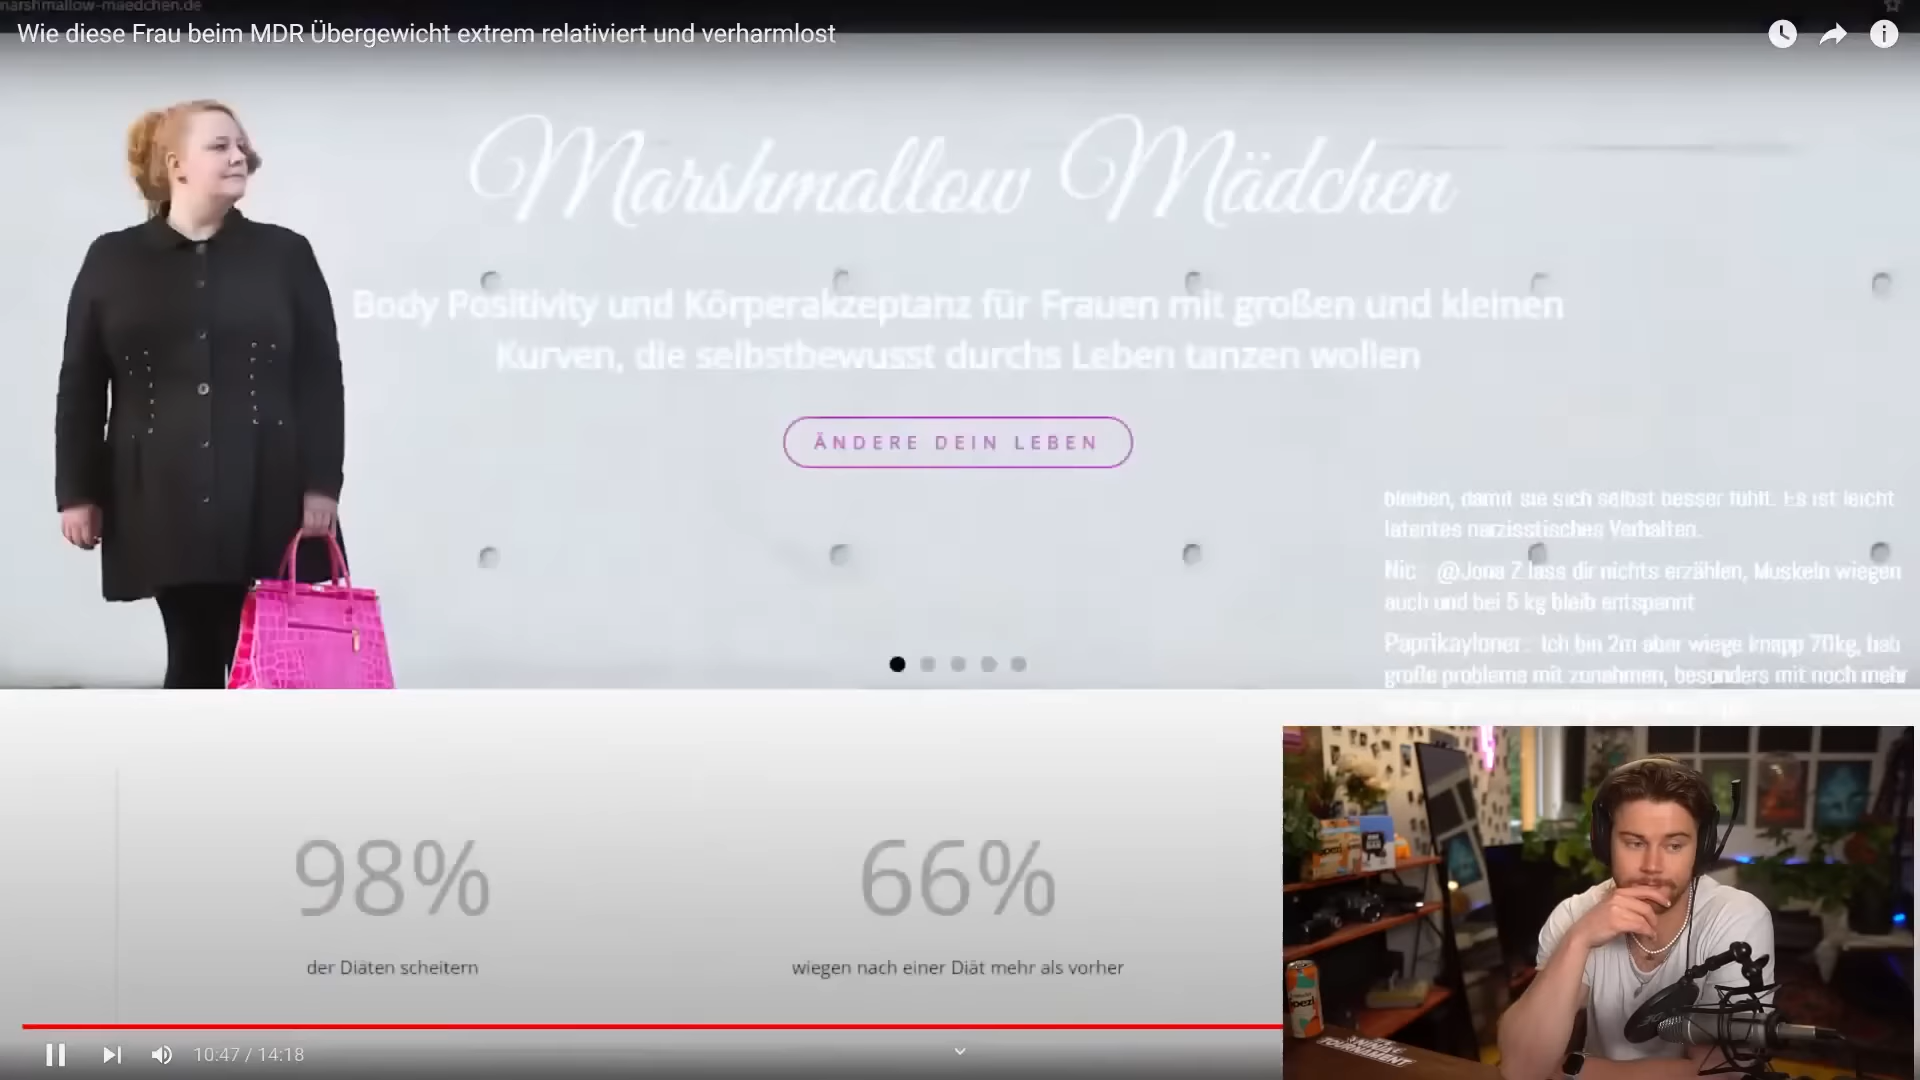 marshmallow-maedchen.de
Wie diese Frau beim MDR Übergewicht extrem relativiert und verharmlost
Marshmallow Mädchen
Body Positivity und Körperakzeptanz für Frauen mit großen und kleinen
Kurven, die selbstbewusst durchs Leben tanzen wollen
ÄNDERE DEIN LEBEN
bleiben, damit sie sich selbst besser fühlt. Es ist leicht
latentes narzisstisches Verhalten.
Nic: @Jona Z lass dir nichts erzählen, Muskeln wiegen
auch und bei 5 kg bleib entspannt
Paprikayloner: Ich bin 2m aber wiege knapp 70kg, hab
große probleme mit zunehmen, besonders mit noch mehr
98%
der Diäten scheitern
66%
wiegen nach einer Diät mehr als vorher
10:47 / 14:18
TOURNAMENT